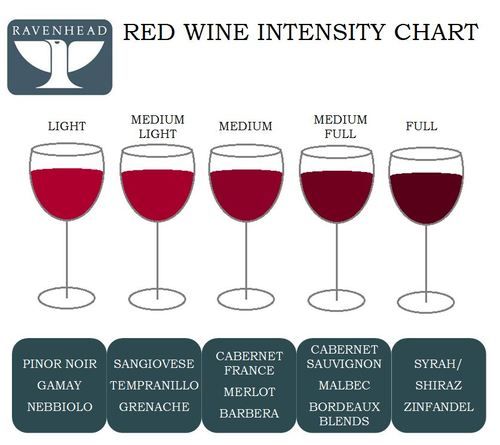 RAVENHEAD
RED WINE INTENSITY CHART
LIGHT
MEDIUM
LIGHT
MEDIUM
MEDIUM
FULL
FULL
PINOR NOIR
GAMAY
NEBBIOLO
SANGIOVESE
TEMPRANILLO
GRENACHE
CABERNET
FRANCE
MERLOT
BARBERA
CABERNET
SAUVIGNON
MALBEC
BORDEAUX
BLENDS
SYRAH/
SHIRAZ
ZINFANDEL